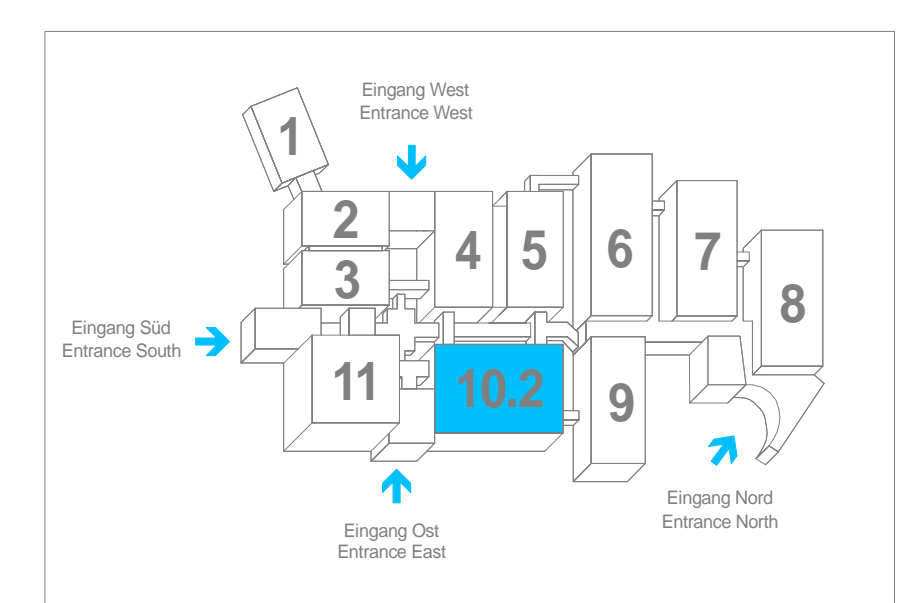 Eingang West
Entrance West
1
2
3
4
5
6
7
8
Eingang Süd
Entrance South
11
10.2
9
Eingang Nord
Entrance North
Eingang Ost
Entrance East